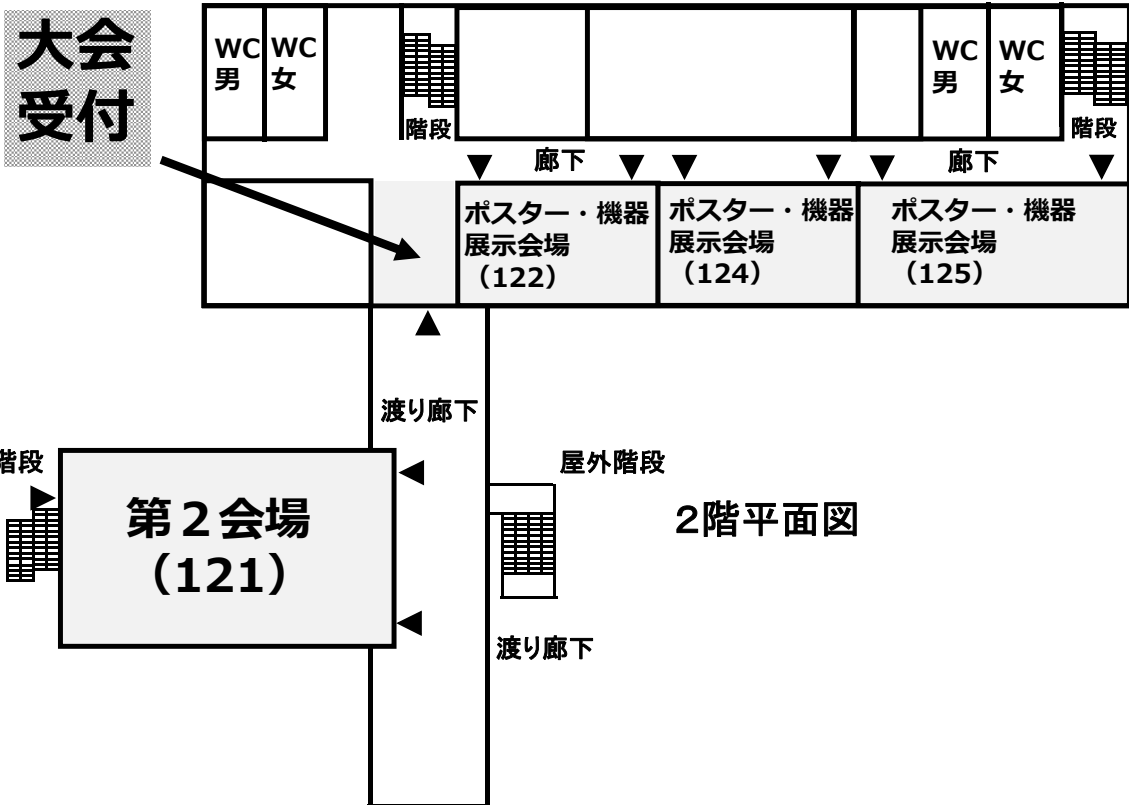 大会
受付
WC
男
WC
女
階段
WC
男
WC
女
階段
廊下
廊下
ポスター・機器
展示会場
(122)
ポスター・機器
展示会場
(124)
ポスター・機器
展示会場
(125)
渡り廊下
階段
屋外階段
第2会場
(121)
2階平面図
渡り廊下